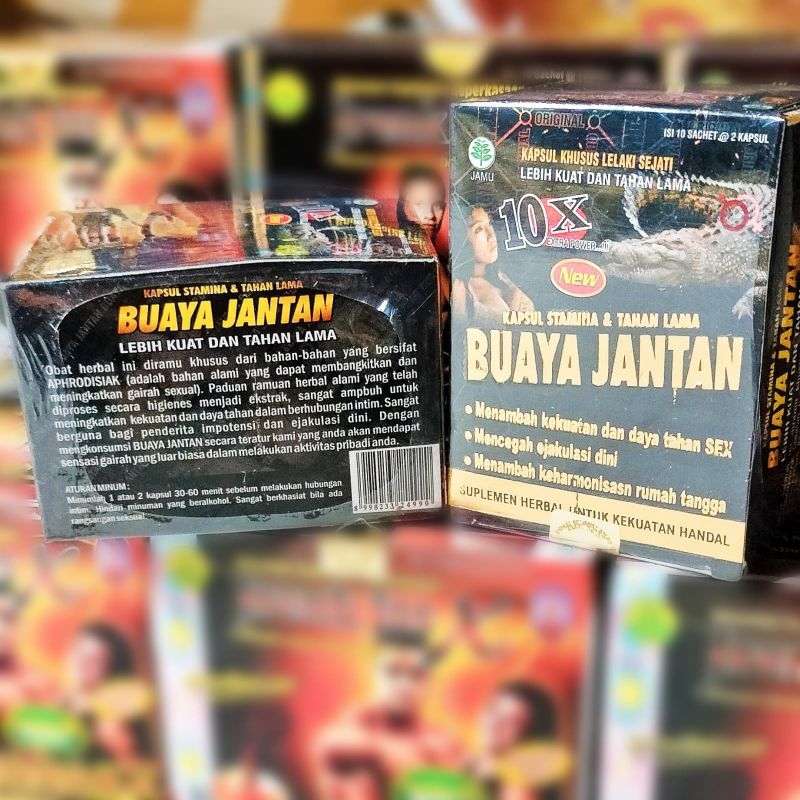 KAPSUL STAMINA & TAHAN LAMA
BUAYA JANTAN
LEBIH KUAT DAN TAHAN LAMA
Obat herbal ini diramu khusus dari bahan-bahan yang bersifat
APHRODISIAK (adalah bahan alami yang dapat membangkitkan dan
meningkatkan gairah sexual). Paduan ramuan herbal alami yang telah
diproses secara higienes menjadi ekstrak, sangat ampuh untuk
meningkatkan kekuatan dan daya tahan dalam berhubungan intim. Sangat
berguna bagi penderita impotensi dan ejakulasi dini. Dengan
mengkonsumsi BUAYA JANTAN secara teratur kami yang anda akan mendapat
sensasi gairah yang luar biasa dalam melakukan aktivitas pribadi anda.
ATURAN MINUM :
Minumlah 1 atau 2 kapsul 30-60 menit sebelum melakukan hubungan
intim. Hindari minuman yang beralkohol. Sangat berkhasiat bila ada
rangsangan seksual.
8 998233 24990
ORIGINAL
ISI 10 SACHET @ 2 KAPSUL
JAMU
KAPSUL KHUSUS LELAKI SEJATI
LEBIH KUAT DAN TAHAN LAMA
10X
EXTRA POWER...!!!
New
KAPSUL STAMINA & TAHAN LAMA
BUAYA JANTAN
• Menambah kekuatan dan daya tahan SEX
• Mencegah ejakulasi dini
• Menambah keharmonisasn rumah tangga
SUPLEMEN HERBAL UNTUK KEKUATAN HANDAL
KAPSUL STAMINA & TAHAN LAMA
BUAYA JANTAN